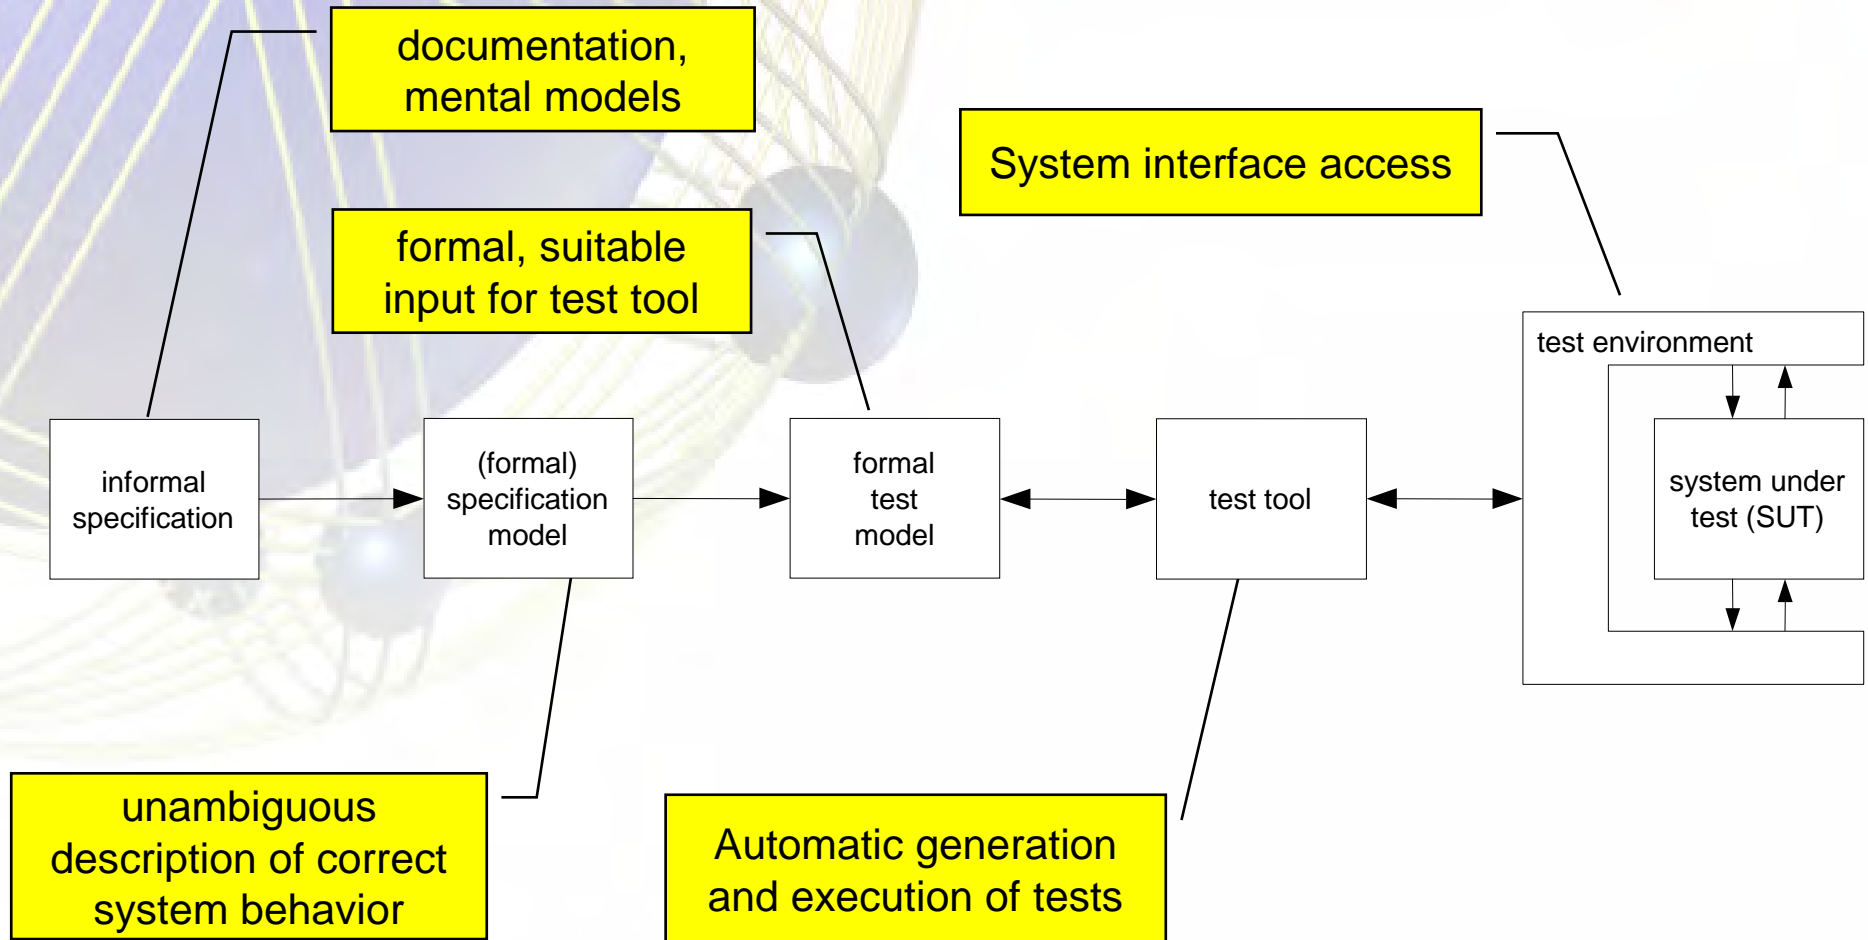 documentation,
mental models
System interface access
formal, suitable
input for test tool
test environment
informal
specification
(formal)
specification
model
formal
test
model
test tool
system under
test (SUT)
unambiguous
description of correct
system behavior
Automatic generation
and execution of tests